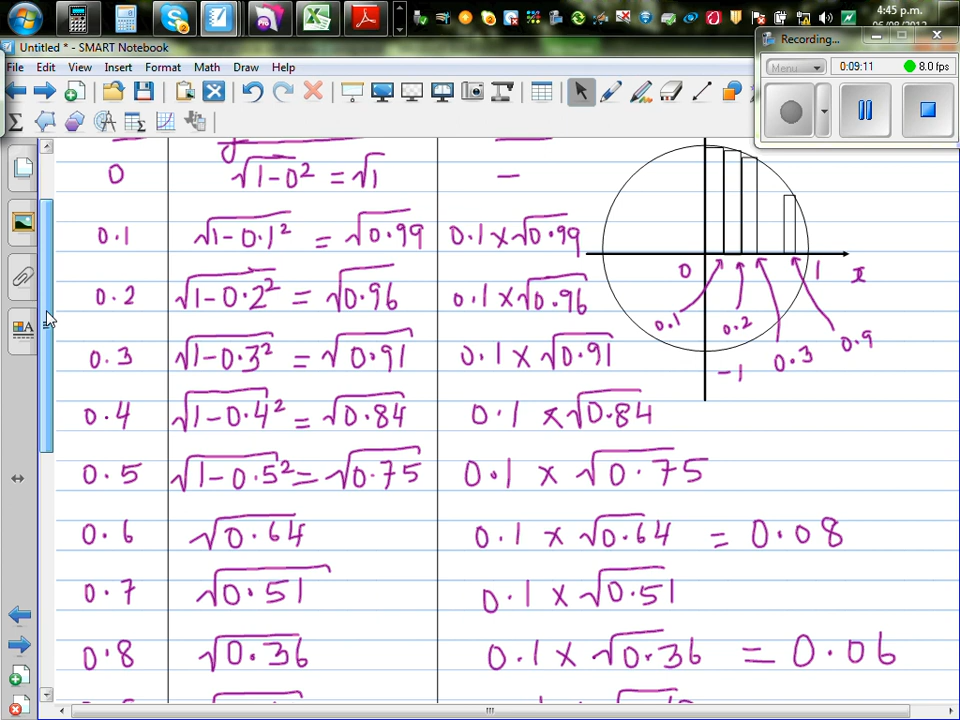 4:45 p.m.
Untitled * - SMART Notebook
Recording...
File Edit View Insert Format Math Draw Help
Menu 0:09:11 8.0 fps
0 √1-0² = √1 -
0.1 √1-0.1² = √0.99 0.1 × √0.99
0.2 √1-0.2² = √0.96 0.1 × √0.96
0.3 √1-0.3² = √0.91 0.1 × √0.91
0.4 √1-0.4² = √0.84 0.1 × √0.84
0.5 √1-0.5² = √0.75 0.1 × √0.75
0.6 √0.64 0.1 × √0.64 = 0.08
0.7 √0.51 0.1 × √0.51
0.8 √0.36 0.1 × √0.36 = 0.06
0 1 x
0.1 0.2 0.3 0.9
-1